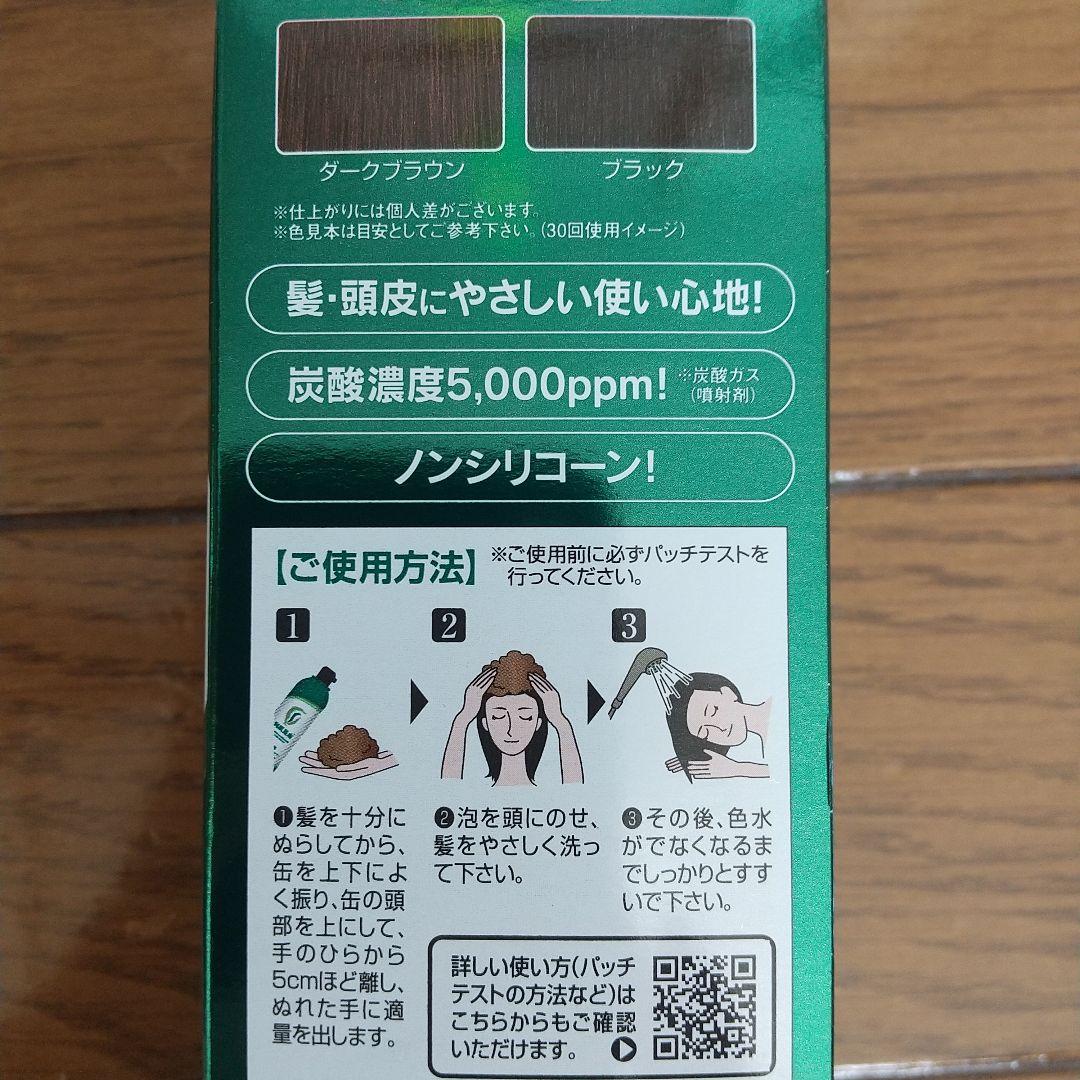 ダークブラウン
ブラック
※仕上がりには個人差がございます。
※色見本は目安としてご参考下さい。(30回使用イメージ)
髪・頭皮にやさしい使い心地!
炭酸濃度5,000ppm! ※炭酸ガス
(噴射剤)
ノンシリコーン!
【ご使用方法】 ※ご使用前に必ずパッチテストを
行ってください。
1
2
3
❶髪を十分に
ぬらしてから、
缶を上下によ
く振り、缶の頭
部を上にして、
手のひらから
5cmほど離し、
ぬれた手に適
量を出します。
❷泡を頭にのせ、
髪をやさしく洗っ
て下さい。
❸その後、色水
がでなくなるま
でしっかりとすす
いで下さい。
詳しい使い方(パッチ
テストの方法など)は
こちらからもご確認
いただけます。